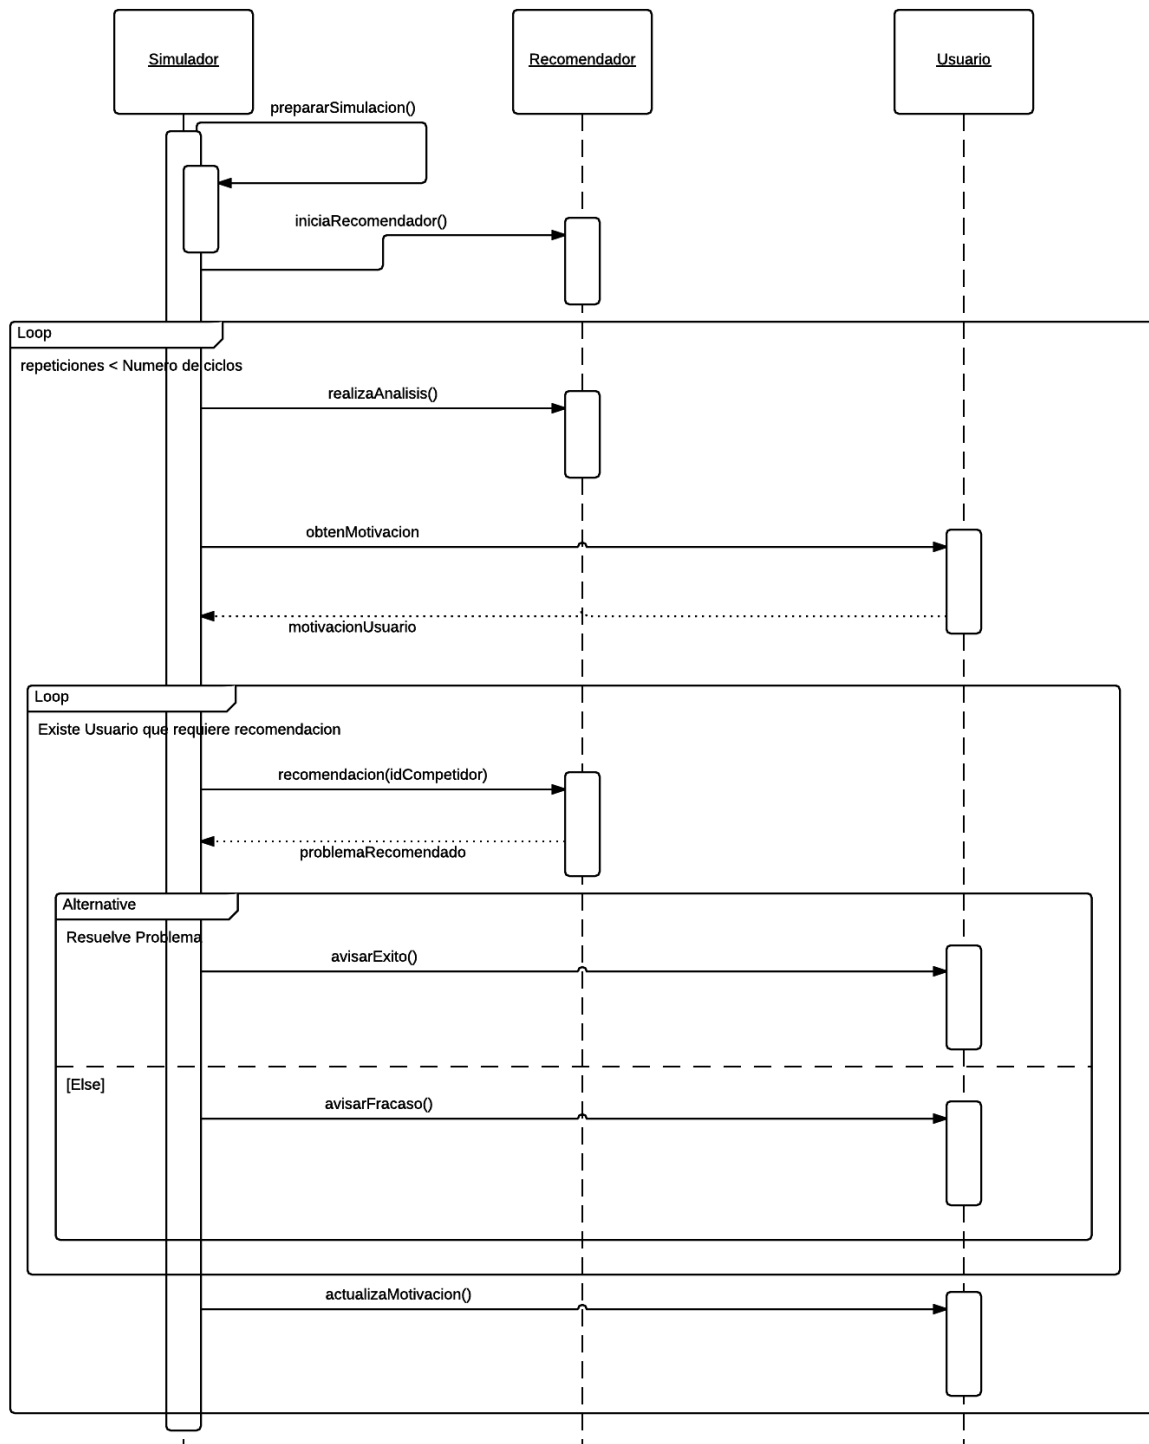 Simulador
Recomendador
Usuario
prepararSimulacion()
iniciaRecomendador()
Loop
repeticiones < Numero de ciclos
realizaAnalisis()
obtenMotivacion
motivacionUsuario
Loop
Existe Usuario que requiere recomendacion
recomendacion(idCompetidor)
problemaRecomendado
Alternative
Resuelve Problema
avisarExito()
[Else]
avisarFracaso()
actualizaMotivacion()